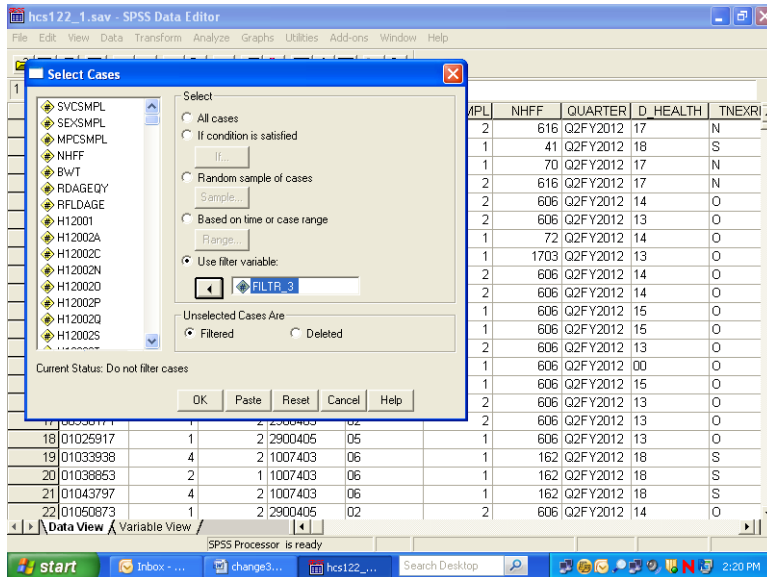 hcs122_1.sav - SPSS Data Editor
File Edit View Data Transform Analyze Graphs Utilities Add-ons Window Help
Select Cases
SVCSMPL
SEXSMPL
MPCSMPL
NHFF
BWT
RDAGEQY
RFLDAGE
H12001
H12002A
H12002C
H12002N
H12002O
H12002P
H12002Q
H12002S
Select
All cases
If condition is satisfied
If...
Random sample of cases
Sample...
Based on time or case range
Range...
Use filter variable:
FILTR_3
Unselected Cases Are
Filtered Deleted
Current Status: Do not filter cases
OK Paste Reset Cancel Help
MPL NHFF QUARTER D_HEALTH TNEXRE
2 616 Q2FY2012 17 N
1 41 Q2FY2012 18 S
1 70 Q2FY2012 17 N
2 616 Q2FY2012 17 N
2 606 Q2FY2012 14 O
2 606 Q2FY2012 13 O
1 72 Q2FY2012 14 O
1 1703 Q2FY2012 13 O
2 606 Q2FY2012 14 O
2 606 Q2FY2012 14 O
1 606 Q2FY2012 15 O
1 606 Q2FY2012 15 O
2 606 Q2FY2012 13 O
1 606 Q2FY2012 00 O
1 606 Q2FY2012 15 O
2 606 Q2FY2012 13 O
17 2 606 Q2FY2012 13 O
18 01025917 1 2 2900405 05 1 606 Q2FY2012 13 O
19 01033938 4 2 1007403 06 1 162 Q2FY2012 18 S
20 01038853 2 1 1007403 06 1 162 Q2FY2012 18 S
21 01043797 4 2 1007403 06 1 162 Q2FY2012 18 S
22 01050873 1 2 2900405 02 2 606 Q2FY2012 14 O
Data View Variable View
SPSS Processor is ready
start Inbox - ... change3... hcs122_... Search Desktop 2:20 PM